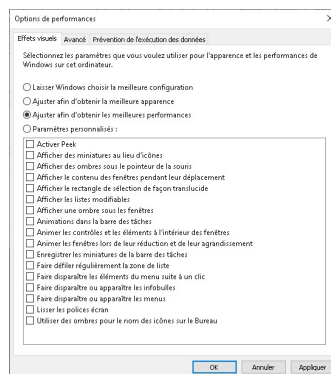 Options de performances
Effets visuels Avancé Prévention de l'exécution des données
Sélectionnez les paramètres que vous voulez utiliser pour l'apparence et les performances de
Windows sur cet ordinateur.
Laisser Windows choisir la meilleure configuration
Ajuster afin d'obtenir la meilleure apparence
Ajuster afin d'obtenir les meilleures performances
Paramètres personnalisés :
Activer Peek
Afficher des miniatures au lieu d'icônes
Afficher des ombres sous le pointeur de la souris
Afficher le contenu des fenêtres pendant leur déplacement
Afficher le rectangle de sélection de façon translucide
Afficher les listes modifiables
Afficher une ombre sous les fenêtres
Animations dans la barre des tâches
Animer les contrôles et les éléments à l'intérieur des fenêtres
Animer les fenêtres lors de leur réduction et de leur agrandissement
Enregistrer les miniatures de la barre des tâches
Faire défiler régulièrement la zone de liste
Faire disparaître les éléments du menu suite à un clic
Faire disparaître ou apparaître les infobulles
Faire disparaître ou apparaître les menus
Lisser les polices écran
Utiliser des ombres pour le nom des icônes sur le Bureau
OK Annuler Appliquer